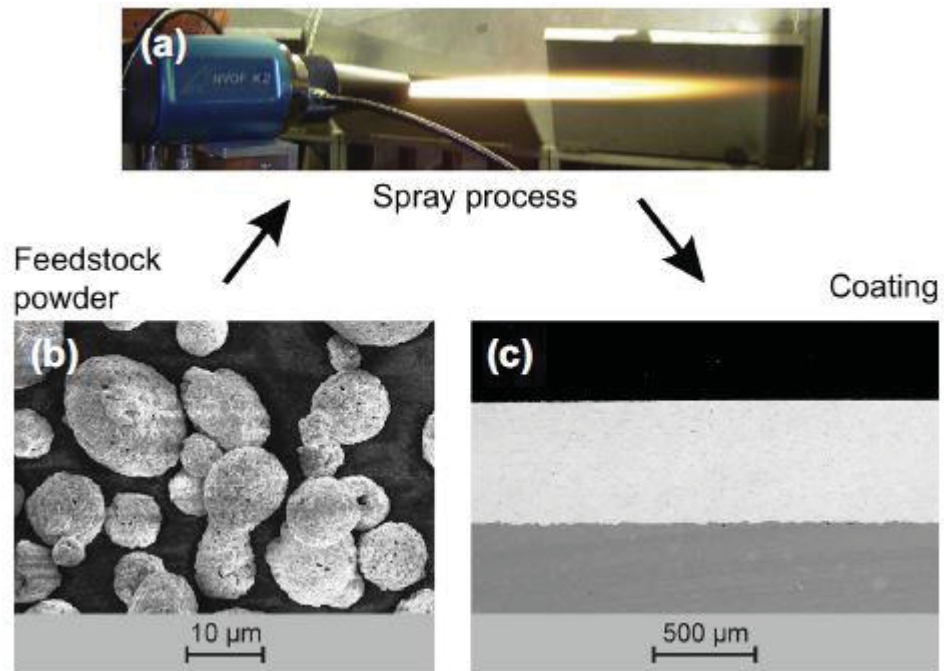 (a)
HVOF K2
Spray process
Feedstock
powder
Coating
(b)
(c)
10 µm
500 µm